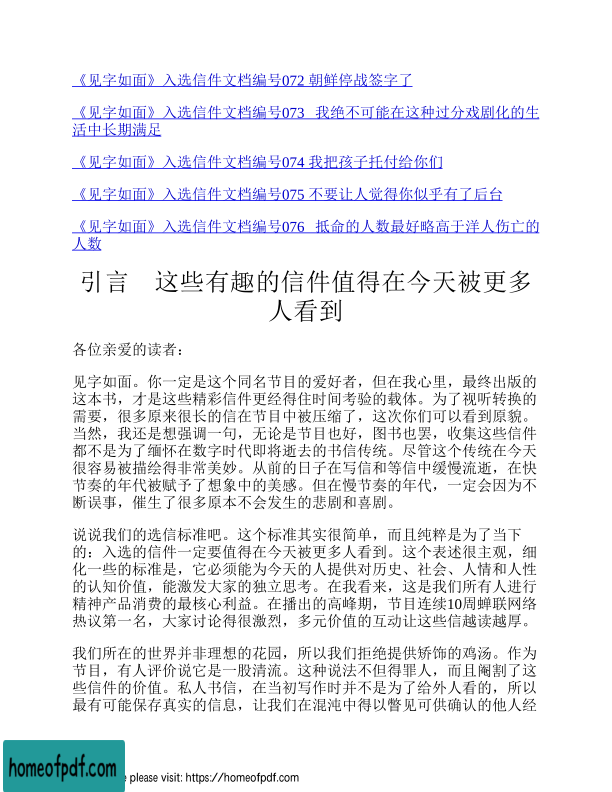 《见字如面》入选信件文档编号072 朝鲜停战签字了
《见字如面》入选信件文档编号073 我绝不可能在这种过分戏剧化的生
活中长期满足
《见字如面》入选信件文档编号074 我把孩子托付给你们
《见字如面》入选信件文档编号075 不要让人觉得你似乎有了后台
《见字如面》入选信件文档编号076 抵命的人数最好略高于洋人伤亡的
人数
引言 这些有趣的信件值得在今天被更多
人看到
各位亲爱的读者：
见字如面。你一定是这个同名节目的爱好者，但在我心里，最终出版的
这本书，才是这些精彩信件更经得住时间考验的载体。为了视听转换的
需要，很多原来很长的信在节目中被压缩了，这次你们可以看到原貌。
当然，我还是想强调一句，无论是节目也好，图书也罢，收集这些信件
都不是为了缅怀在数字时代即将逝去的书信传统。尽管这个传统在今天
很容易被描绘得非常美妙。从前的日子在写信和等信中缓慢流逝，在快
节奏的年代被赋予了想象中的美感。但在慢节奏的年代，一定会因为不
断误事，催生了很多原本不会发生的悲剧和喜剧。
说说我们的选信标准吧。这个标准其实很简单，而且纯粹是为了当下
的：入选的信件一定要值得在今天被更多人看到。这个表述很主观，细
化一些的标准是，它必须能为今天的人提供对历史、社会、人情和人性
的认知价值，能激发大家的独立思考。在我看来，这是我们所有人进行
精神产品消费的最核心利益。在播出的高峰期，节目连续10周蝉联网络
热议第一名，大家讨论得很激烈，多元价值的互动让这些信越读越厚。
我们所在的世界并非理想的花园，所以我们拒绝提供矫饰的鸡汤。作为
节目，有人评价说它是一股清流。这种说法不但得罪人，而且阉割了这
些信件的价值。私人书信，在当初写作时并不是为了给外人看的，所以
最有可能保存真实的信息，让我们在混沌中得以瞥见可供确认的他人经
homeofpdf.com
e please visit: https://homeofpdf.com